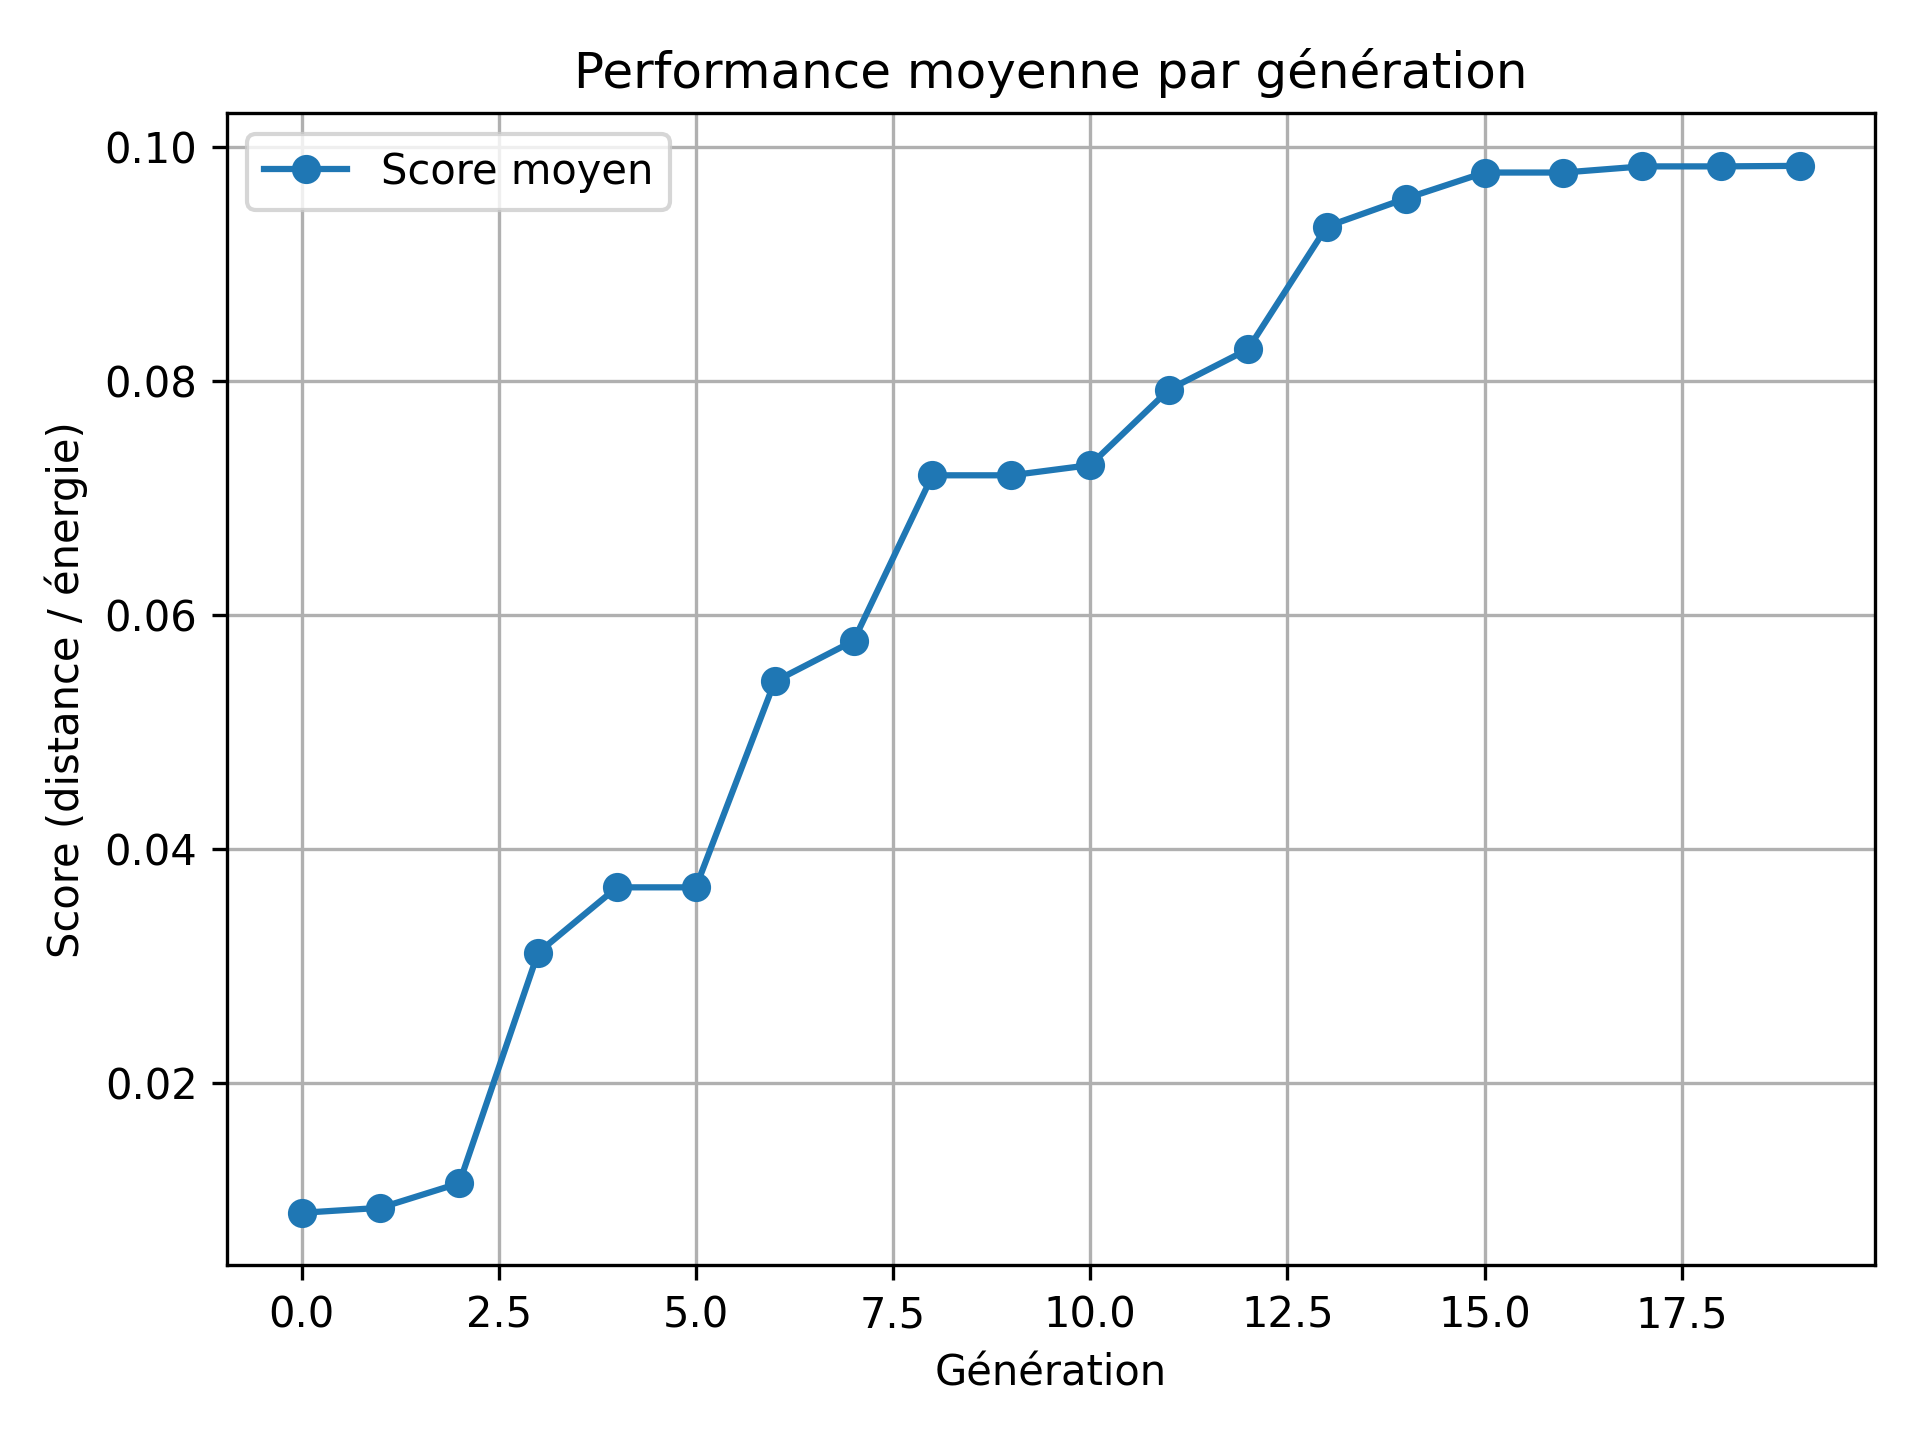 Performance moyenne par génération
Score moyen
Score (distance / énergie)
0.10
0.08
0.06
0.04
0.02
0.0 2.5 5.0 7.5 10.0 12.5 15.0 17.5
Génération